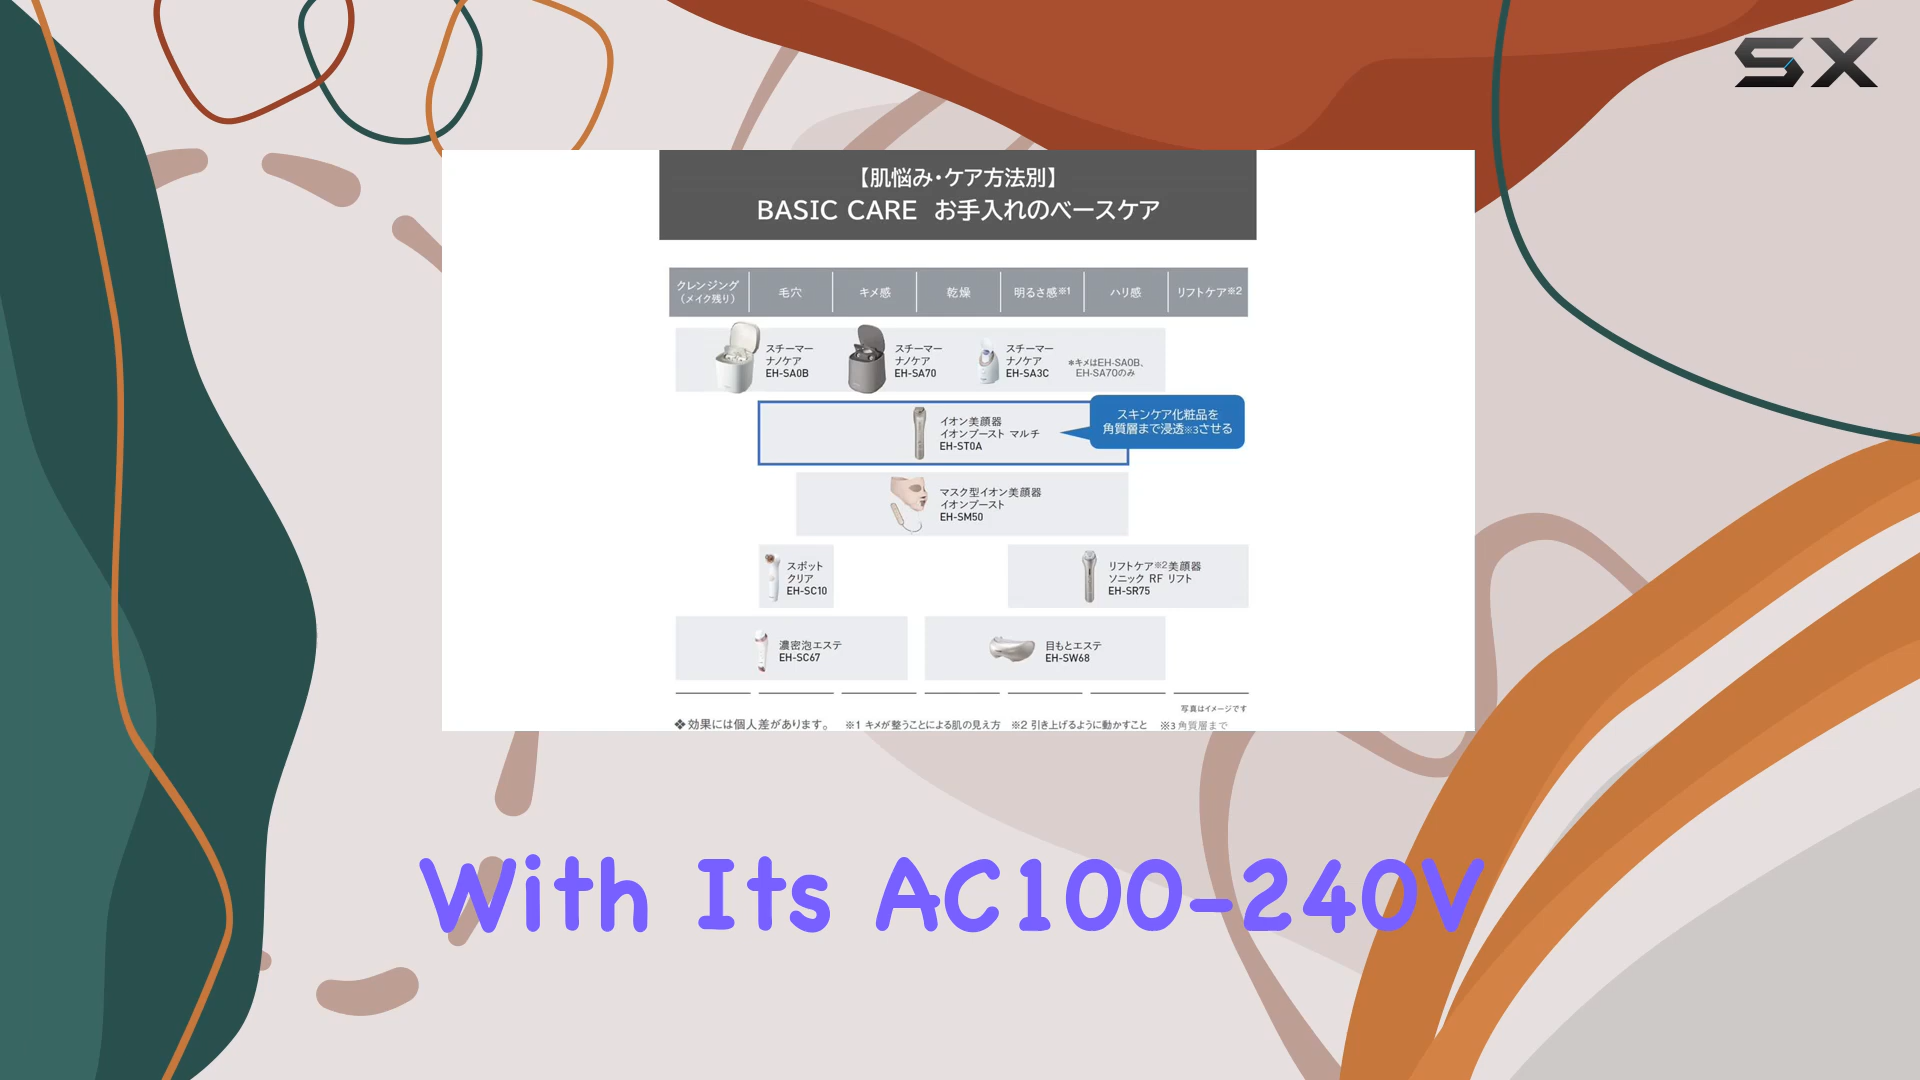 SX
【肌悩み・ケア方法別】
BASIC CARE お手入れのベースケア
クレンジング
（メイク残り）
毛穴
キメ感
乾燥
明るさ感※1
ハリ感
リフトケア※2
スチーマー
ナノケア
EH-SA0B
スチーマー
ナノケア
EH-SA70
スチーマー
ナノケア
EH-SA3C
＊キメはEH-SA0B、
EH-SA70のみ
イオン美顔器
イオンブースト マルチ
EH-ST0A
スキンケア化粧品を
角質層まで浸透※3させる
マスク型イオン美顔器
イオンブースト
EH-SM50
スポット
クリア
EH-SC10
リフトケア※2美顔器
ソニック RF リフト
EH-SR75
濃密泡エステ
EH-SC67
目もとエステ
EH-SW68
写真はイメージです
❖効果には個人差があります。 ※1 キメが整うことによる肌の見え方 ※2 引き上げるように動かすこと ※3 角質層まで
With Its AC100-240V